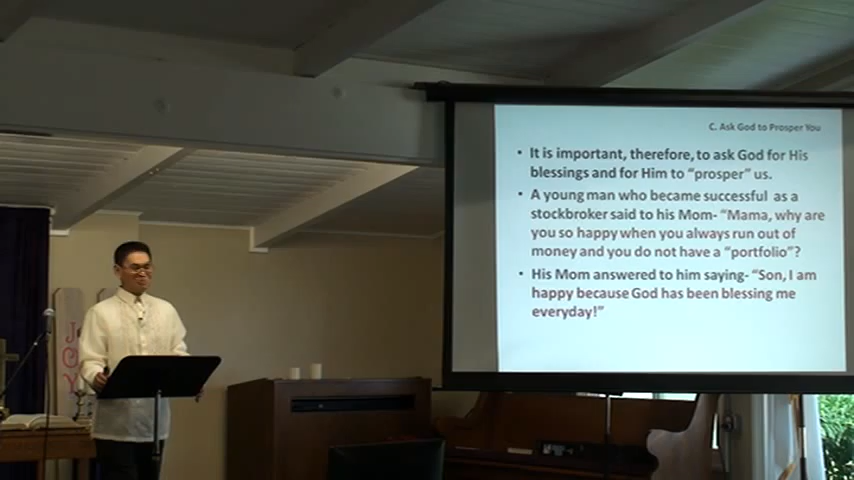 C. Ask God to Prosper You
• It is important, therefore, to ask God for His
blessings and for Him to “prosper” us.
• A young man who became successful as a
stockbroker said to his Mom- “Mama, why are
you so happy when you always run out of
money and you do not have a “portfolio”?
• His Mom answered to him saying- “Son, I am
happy because God has been blessing me
everyday!”
J
O
Y